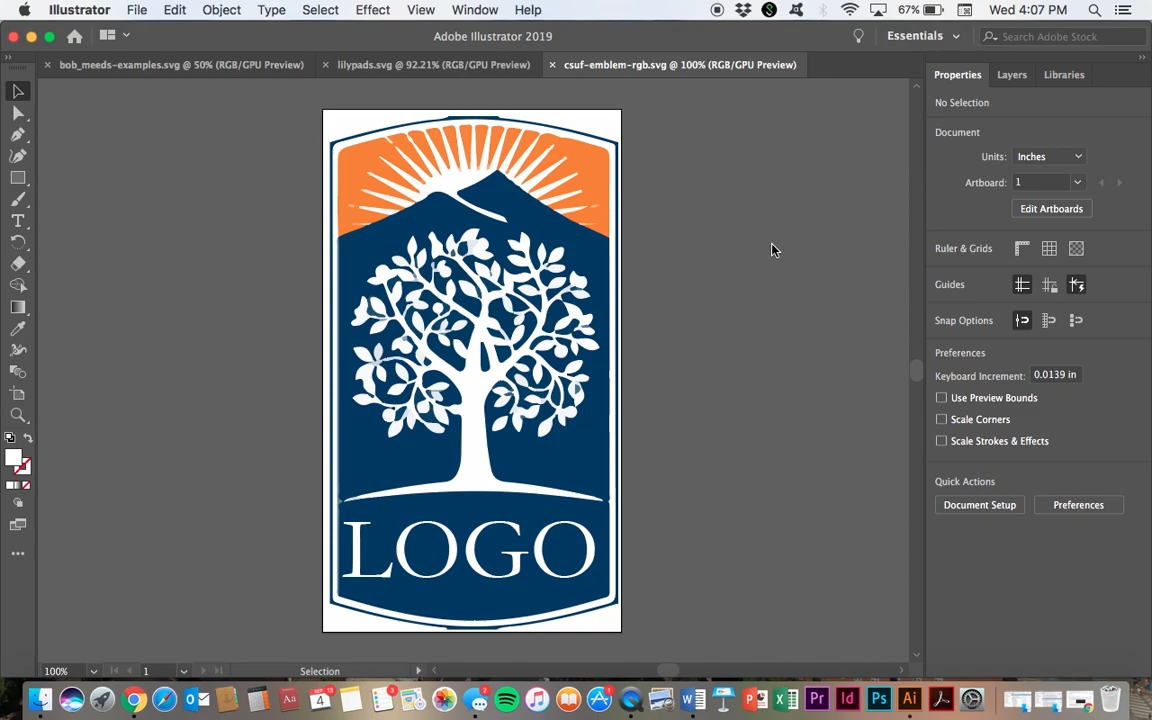 Illustrator File Edit Object Type Select Effect View Window Help 67% Wed 4:07 PM
Adobe Illustrator 2019 Essentials Search Adobe Stock
× bob_meeds-examples.svg @ 50% (RGB/GPU Preview) × lilypads.svg @ 92.21% (RGB/GPU Preview) × csuf-emblem-rgb.svg @ 100% (RGB/GPU Preview)
Properties Layers Libraries
No Selection
Document
Units: Inches
Artboard: 1
Edit Artboards
Ruler & Grids
Guides
Snap Options
Preferences
Keyboard Increment: 0.0139 in
Use Preview Bounds
Scale Corners
Scale Strokes & Effects
Quick Actions
Document Setup Preferences
LOGO
100% 1 Selection